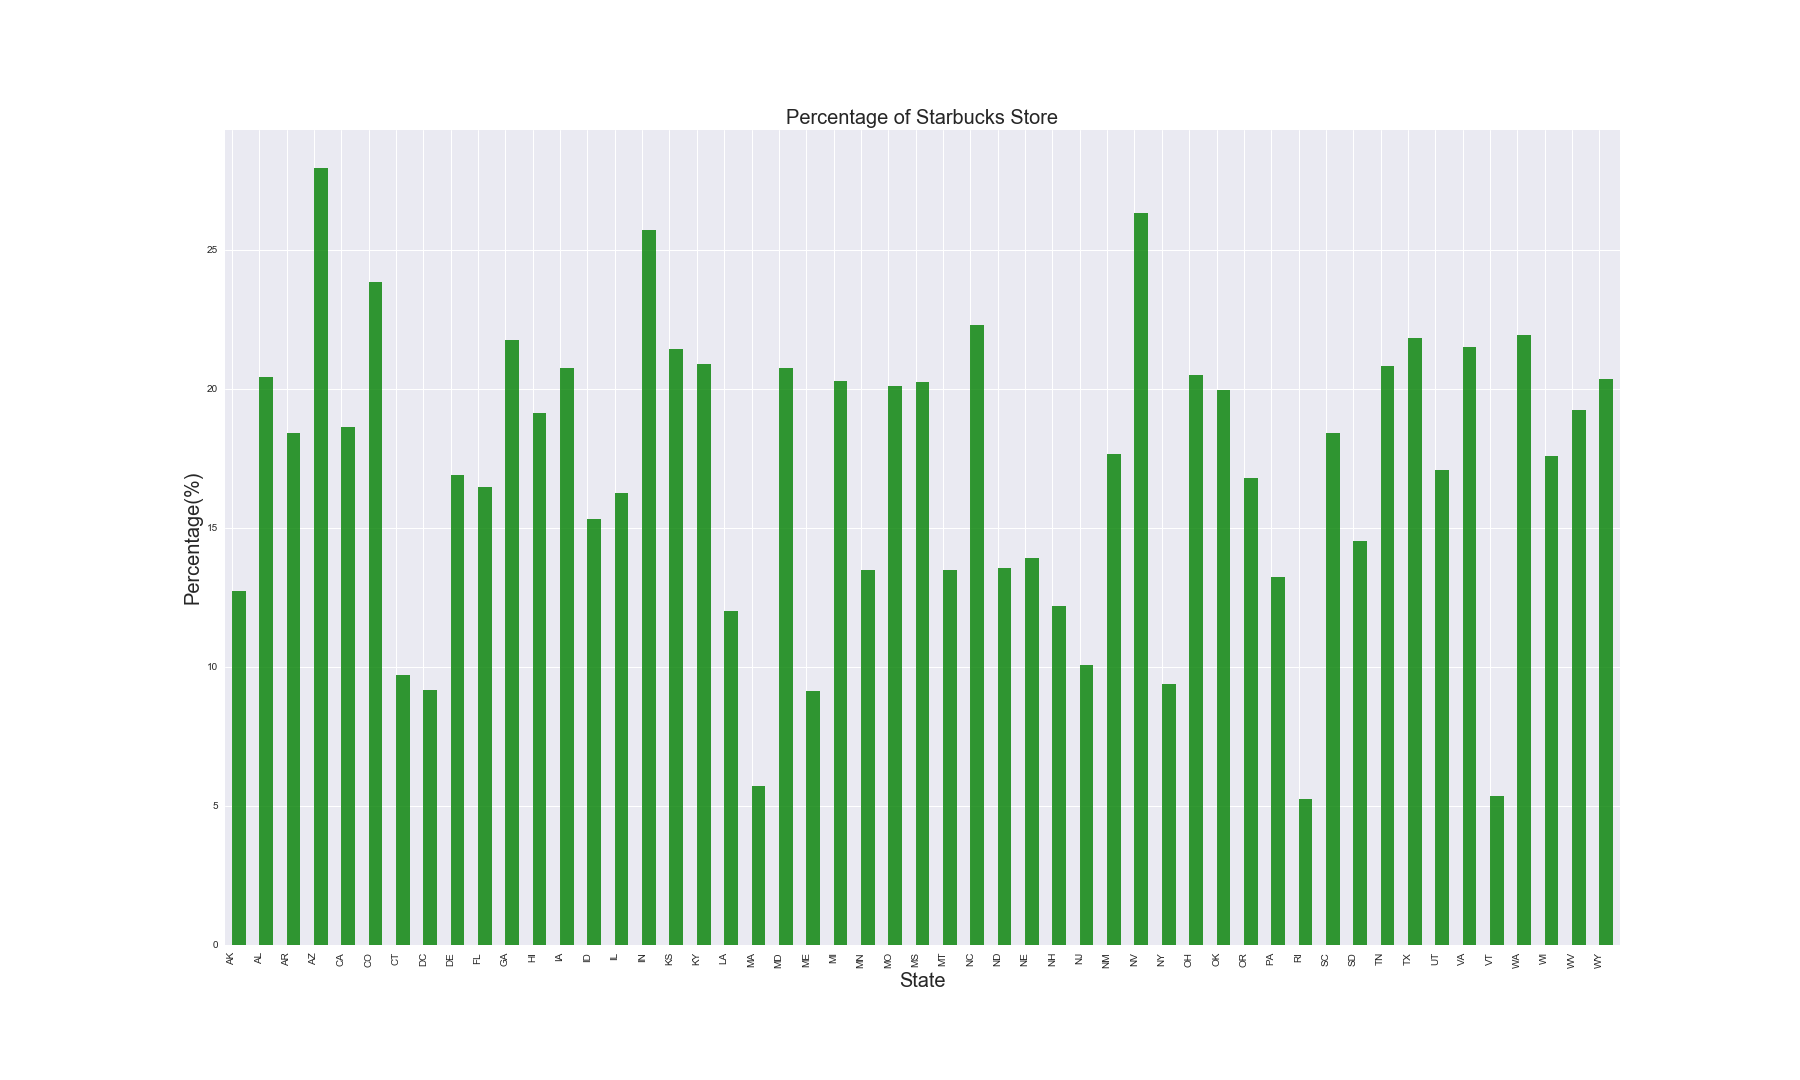 Percentage of Starbucks Store
Percentage(%)
25
20
15
10
5
0
AK AL AR AZ CA CO CT DC DE FL GA HI IA ID IL IN KS KY LA MA MD ME MI MN MO MS MT NC ND NE NH NJ NM NV NY OH OK OR PA RI SC SD TN TX UT VA VT WA WI WV WY
State